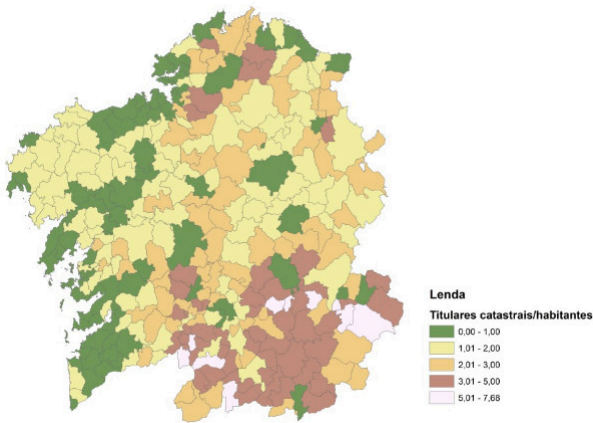 Lenda
Titulares catastrais/habitantes
0,00 - 1,00
1,01 - 2,00
2,01 - 3,00
3,01 - 5,00
5,01 - 7,68